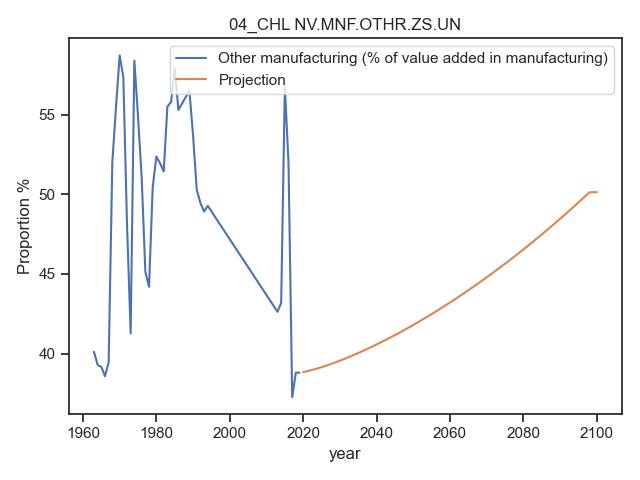 04_CHL NV.MNF.OTHR.ZS.UN
Other manufacturing (% of value added in manufacturing)
Projection
Proportion %
55
50
45
40
1960
1980
2000
2020
2040
2060
2080
2100
year